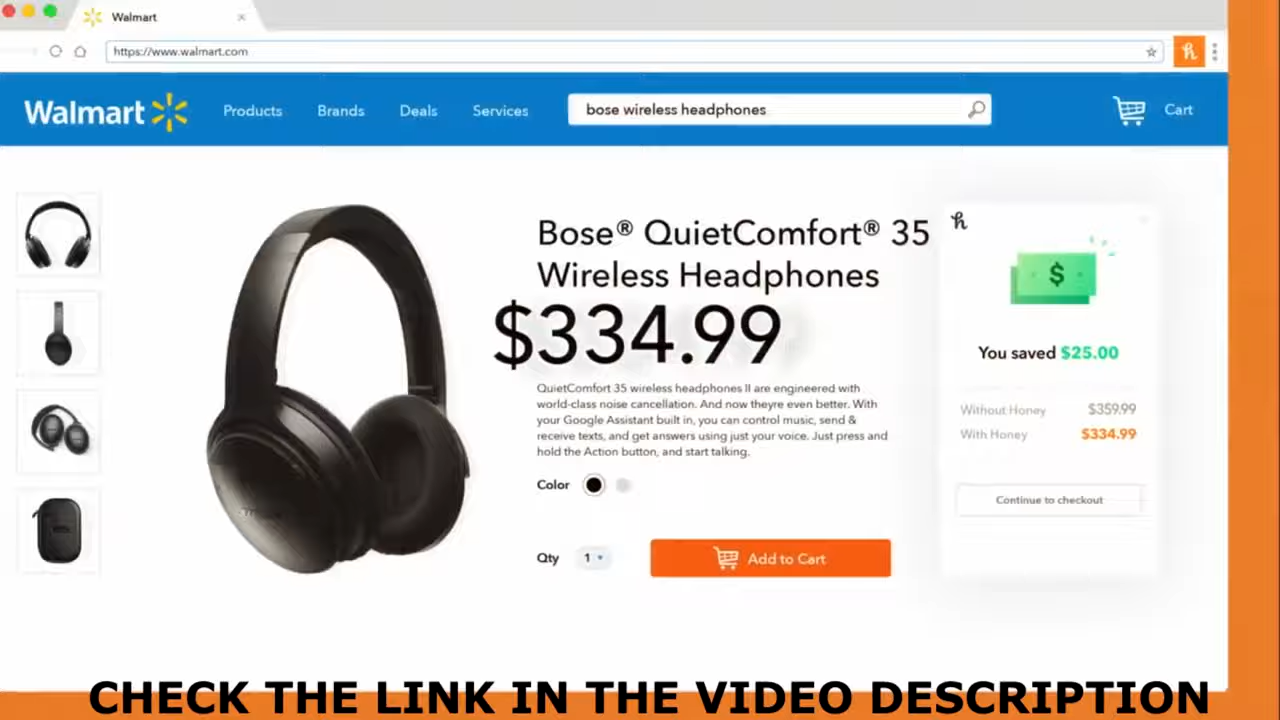 Walmart
https://www.walmart.com
Walmart
Products
Brands
Deals
Services
bose wireless headphones
Cart
Bose® QuietComfort® 35
Wireless Headphones
$334.99
QuietComfort 35 wireless headphones II are engineered with
world-class noise cancellation. And now theyre even better. With
your Google Assistant built in, you can control music, send &
receive texts, and get answers using just your voice. Just press and
hold the Action button, and start talking.
Color
Qty
1
Add to Cart
h
h
$
You saved $25.00
Without Honey $359.99
With Honey $334.99
Continue to checkout
CHECK THE LINK IN THE VIDEO DESCRIPTION